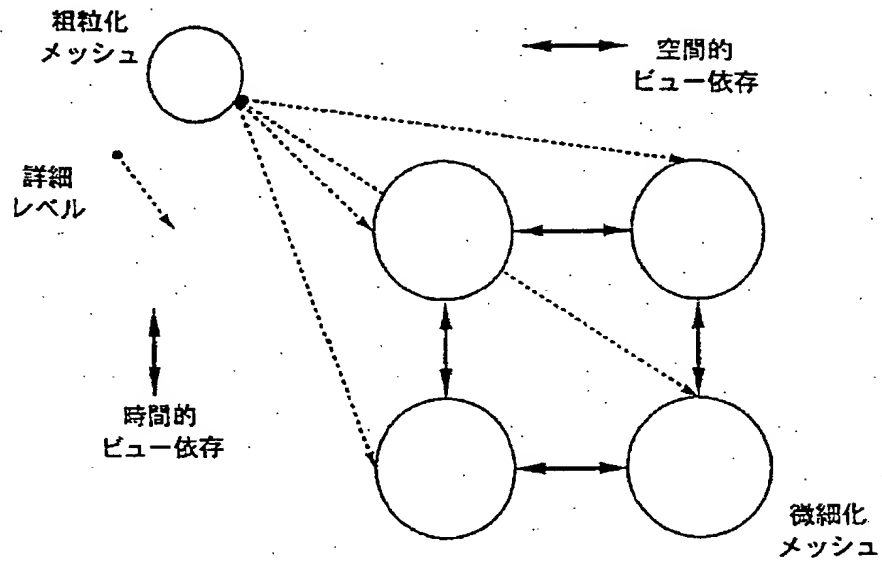 粗粒化
メッシュ
空間的
ビュー依存
詳細
レベル
時間的
ビュー依存
微細化
メッシュ